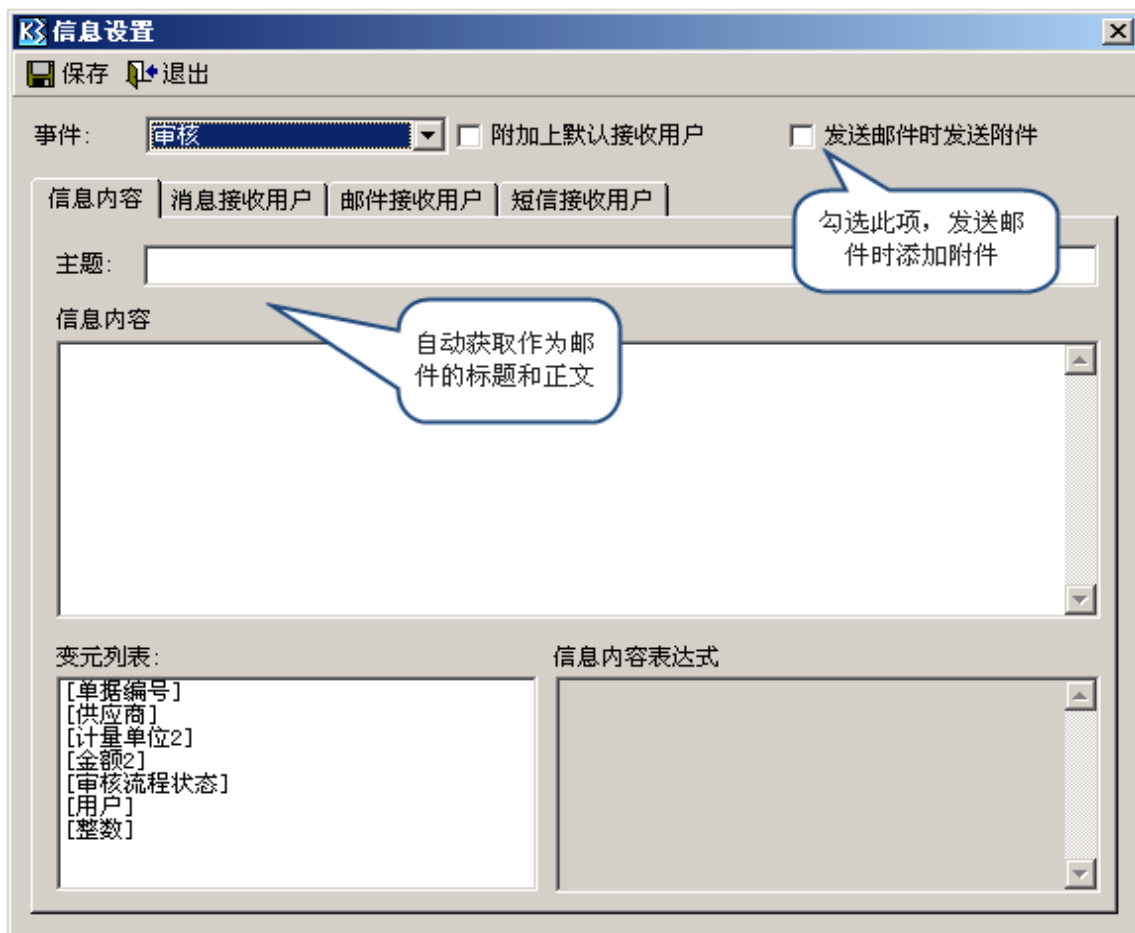 K3 信息设置
保存 退出
事件: 审核 附加上默认接收用户 发送邮件时发送附件
信息内容 消息接收用户 邮件接收用户 短信接收用户
勾选此项，发送邮
件时添加附件
主题:
信息内容
自动获取作为邮
件的标题和正文
变元列表: 信息内容表达式
[单据编号]
[供应商]
[计量单位2]
[金额2]
[审核流程状态]
[用户]
[整数]